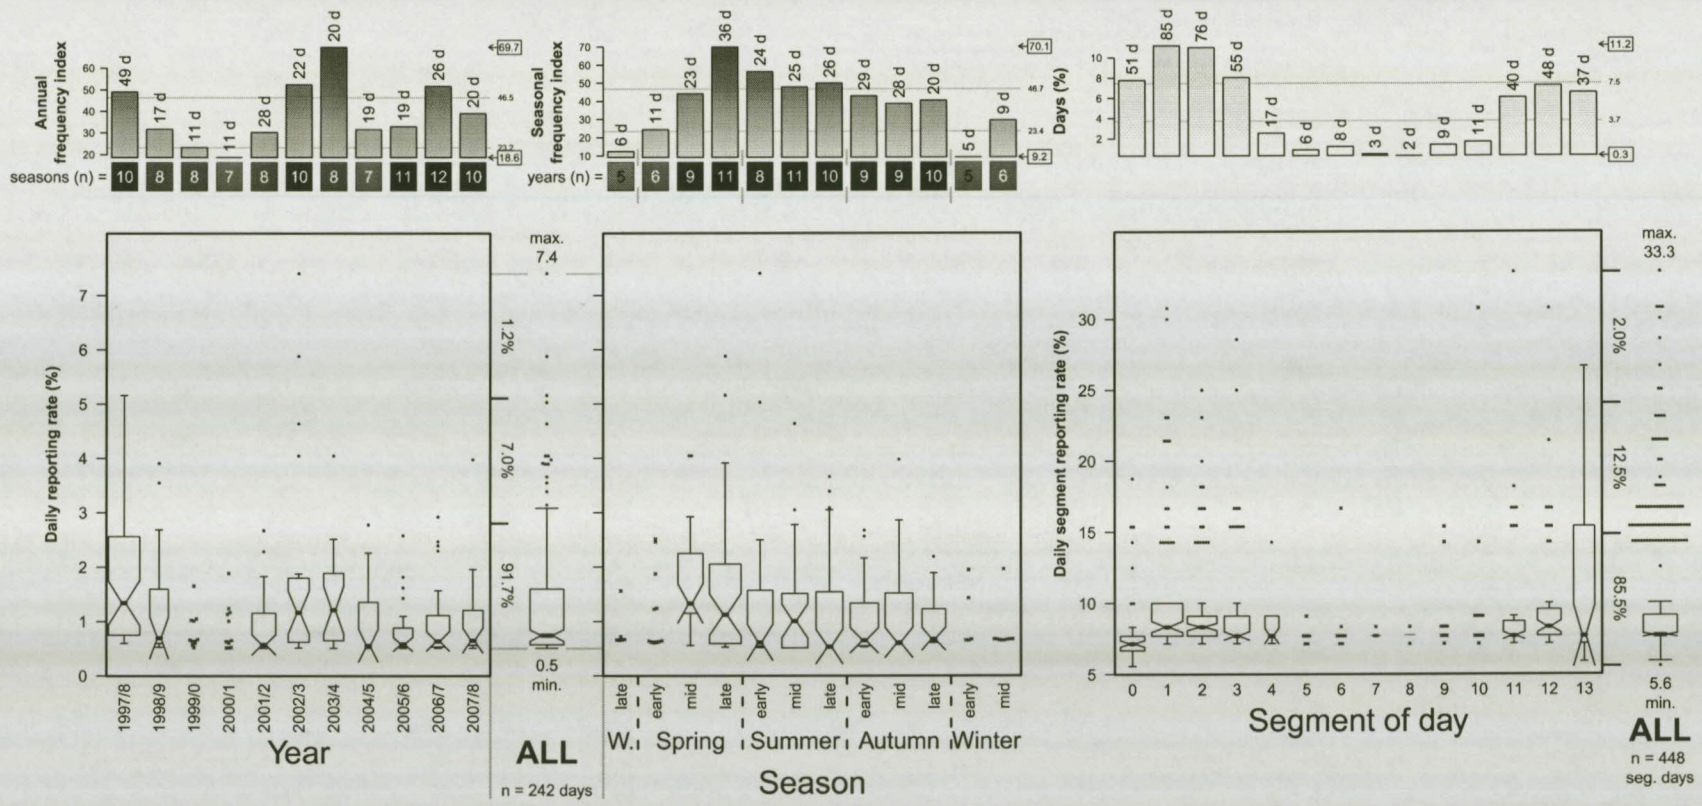 Annual
frequency index
60
50
40
30
20
49 d
17 d
11 d
11 d
28 d
22 d
20 d
19 d
19 d
26 d
20 d
69.7
46.5
23.2
18.6
seasons (n) =
10 8 8 7 8 10 8 7 11 12 10
Seasonal
frequency index
70
60
50
40
30
20
10
6 d
11 d
23 d
36 d
24 d
25 d
26 d
29 d
28 d
20 d
5 d
9 d
70.1
46.7
23.4
9.2
years (n) =
5 6 9 11 8 11 10 9 9 10 5 6
Days (%)
10
8
6
4
2
51 d
85 d
76 d
55 d
17 d
6 d
8 d
3 d
2 d
9 d
11 d
40 d
48 d
37 d
11.2
7.5
3.7
0.3
Daily reporting rate (%)
7
6
5
4
3
2
1
0
1997/8
1998/9
1999/0
2000/1
2001/2
2002/3
2003/4
2004/5
2005/6
2006/7
2007/8
Year
max.
7.4
1.2%
7.0%
91.7%
0.5
min.
ALL
n = 242 days
late
early
mid
late
early
mid
late
early
mid
late
early
mid
W. Spring Summer Autumn Winter
Season
Daily segment reporting rate (%)
30
25
20
15
10
5
0 1 2 3 4 5 6 7 8 9 10 11 12 13
Segment of day
max.
33.3
2.0%
12.5%
85.5%
5.6
min.
ALL
n = 448
seg. days